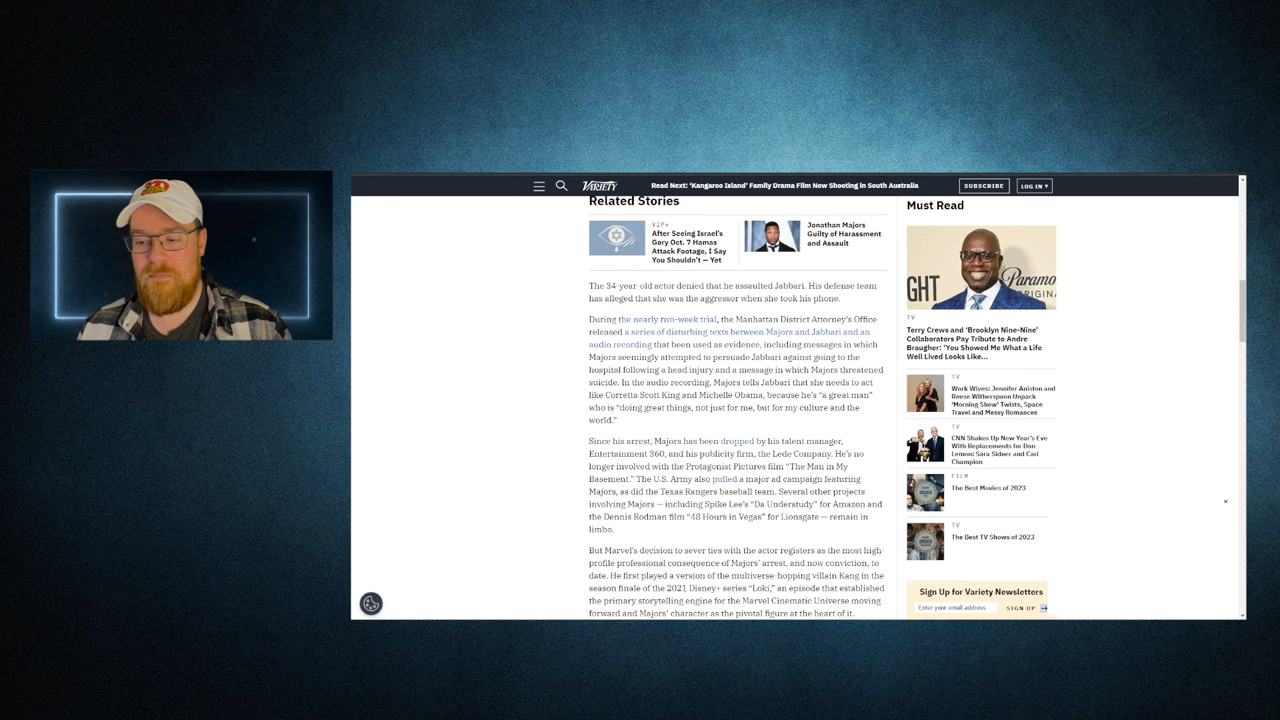 VARIETY
Read Next: ‘Kangaroo Island’ Family Drama Film Now Shooting in South Australia
SUBSCRIBE
LOG IN
Related Stories
VIP+
After Seeing Israel’s
Gory Oct. 7 Hamas
Attack Footage, I Say
You Shouldn’t — Yet
Jonathan Majors
Guilty of Harassment
and Assault
The 34-year-old actor denied that he assaulted Jabbari. His defense team
has alleged that she was the aggressor when she took his phone.
During the nearly two-week trial, the Manhattan District Attorney’s Office
released a series of disturbing texts between Majors and Jabbari and an
audio recording that been used as evidence, including messages in which
Majors seemingly attempted to persuade Jabbari against going to the
hospital following a head injury and a message in which Majors threatened
suicide. In the audio recording, Majors tells Jabbari that she needs to act
like Corretta Scott King and Michelle Obama, because he’s “a great man”
who is “doing great things, not just for me, but for my culture and the
world.”
Since his arrest, Majors has been dropped by his talent manager,
Entertainment 360, and his publicity firm, the Lede Company. He’s no
longer involved with the Protagonist Pictures film “The Man in My
Basement.” The U.S. Army also pulled a major ad campaign featuring
Majors, as did the Texas Rangers baseball team. Several other projects
involving Majors — including Spike Lee’s “Da Understudy” for Amazon and
the Dennis Rodman film “48 Hours in Vegas” for Lionsgate — remain in
limbo.
But Marvel’s decision to sever ties with the actor registers as the most high-
profile professional consequence of Majors’ arrest, and now conviction, to
date. He first played a version of the multiverse-hopping villain Kang in the
season finale of the 2021 Disney+ series “Loki,” an episode that established
the primary storytelling engine for the Marvel Cinematic Universe moving
forward and Majors’ character as the pivotal figure at the heart of it.
Must Read
GHT
Paramo
ORIGIN
TV
Terry Crews and ‘Brooklyn Nine-Nine’
Collaborators Pay Tribute to Andre
Braugher: ‘You Showed Me What a Life
Well Lived Looks Like...
TV
Work Wives: Jennifer Aniston and
Reese Witherspoon Unpack
‘Morning Show’ Twists, Space
Travel and Messy Romances
TV
CNN Shakes Up New Year’s Eve
With Replacements for Don
Lemon: Sara Sidner and Cari
Champion
FILM
The Best Movies of 2023
TV
The Best TV Shows of 2023
Sign Up for Variety Newsletters
Enter your email address
SIGN UP